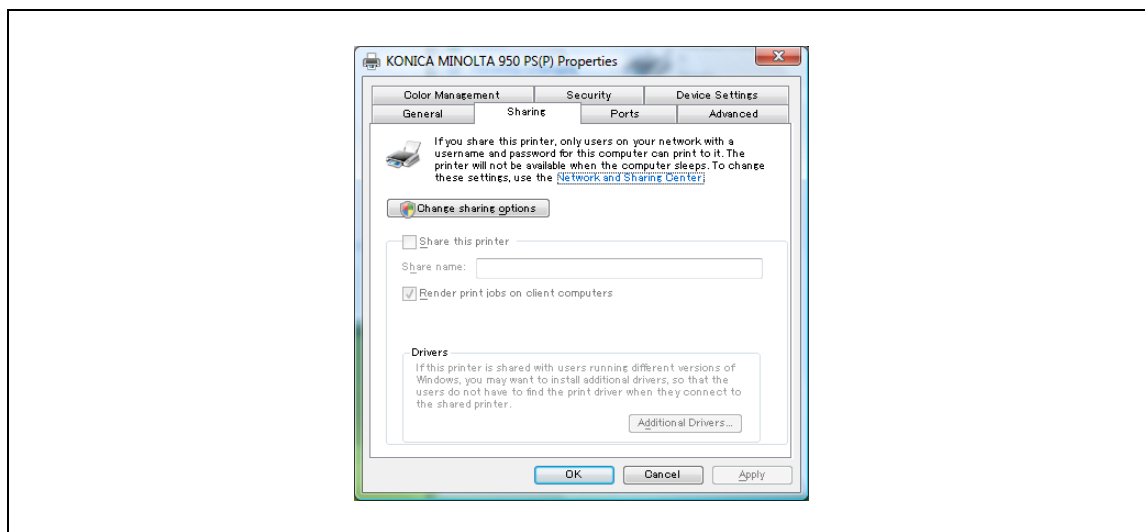 KONICA MINOLTA 950 PS(P) Properties
Color Management Security Device Settings
General Sharing Ports Advanced
If you share this printer, only users on your network with a
username and password for this computer can print to it. The
printer will not be available when the computer sleeps. To change
these settings, use the Network and Sharing Center.
Change sharing options
Share this printer
Share name:
Render print jobs on client computers
Drivers
If this printer is shared with users running different versions of
Windows, you may want to install additional drivers, so that the
users do not have to find the print driver when they connect to
the shared printer.
Additional Drivers...
OK Cancel Apply